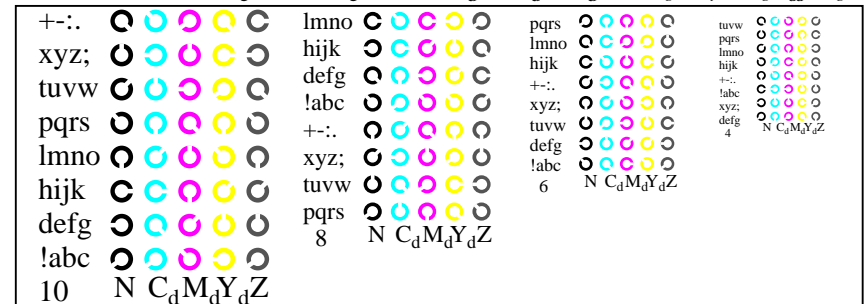 +-:.
xyz;
tuvw
pqrs
lmno
hijk
defg
!abc
10 N CdMdYdZ
lmno
hijk
defg
!abc
+-:.
xyz;
tuvw
pqrs
8 N CdMdYdZ
pqrs
lmno
hijk
+-:.
xyz;
tuvw
defg
!abc
6 N CdMdYdZ
tuvw
pqrs
lmno
hijk
+-:.
!abc
xyz;
defg
4 N CdMdYdZ